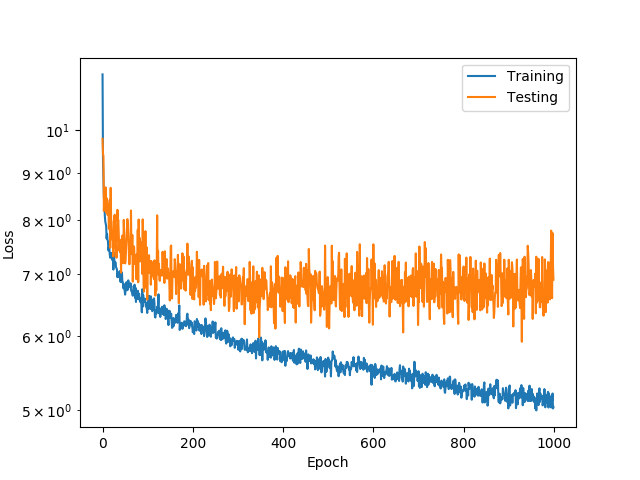 Training
Testing
10¹
9 × 10⁰
8 × 10⁰
7 × 10⁰
6 × 10⁰
5 × 10⁰
Loss
0 200 400 600 800 1000
Epoch